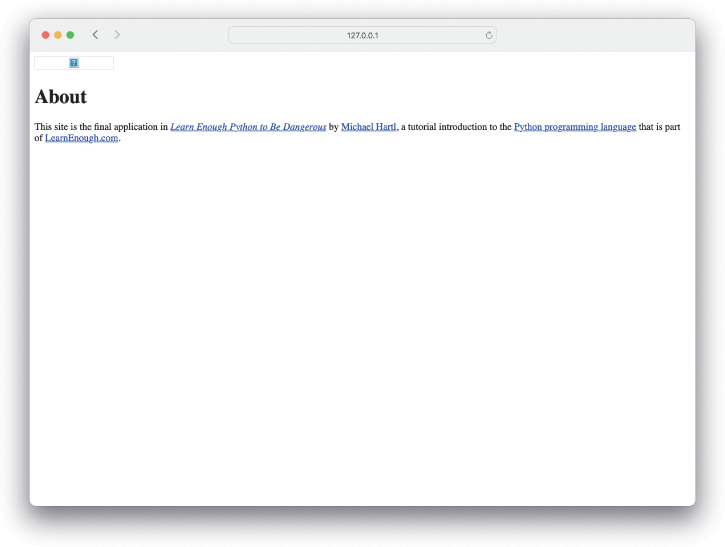 127.0.0.1
About
This site is the final application in Learn Enough Python to Be Dangerous by Michael Hartl, a tutorial introduction to the Python programming language that is part
of LearnEnough.com.